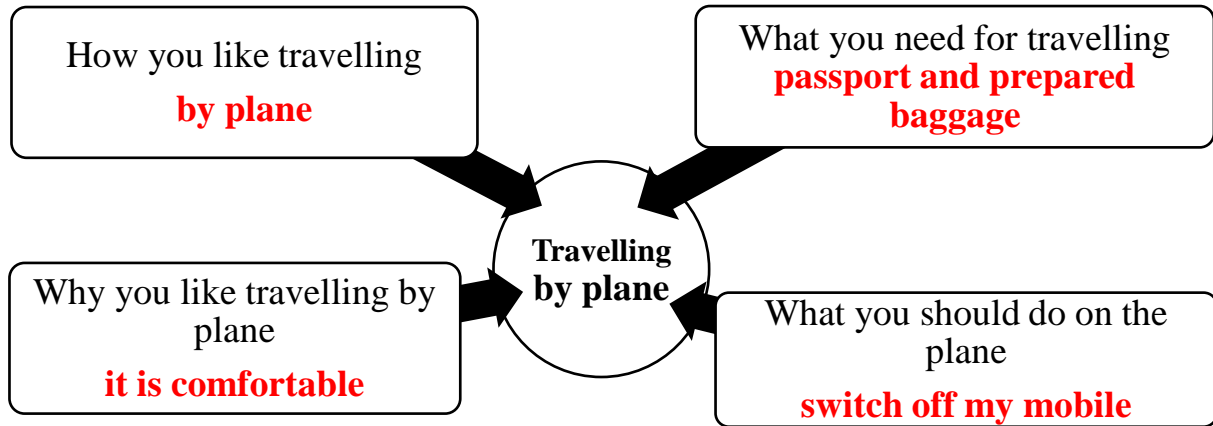 How you like travelling
by plane
What you need for travelling
passport and prepared
baggage
Travelling
by plane
Why you like travelling by
plane
it is comfortable
What you should do on the
plane
switch off my mobile